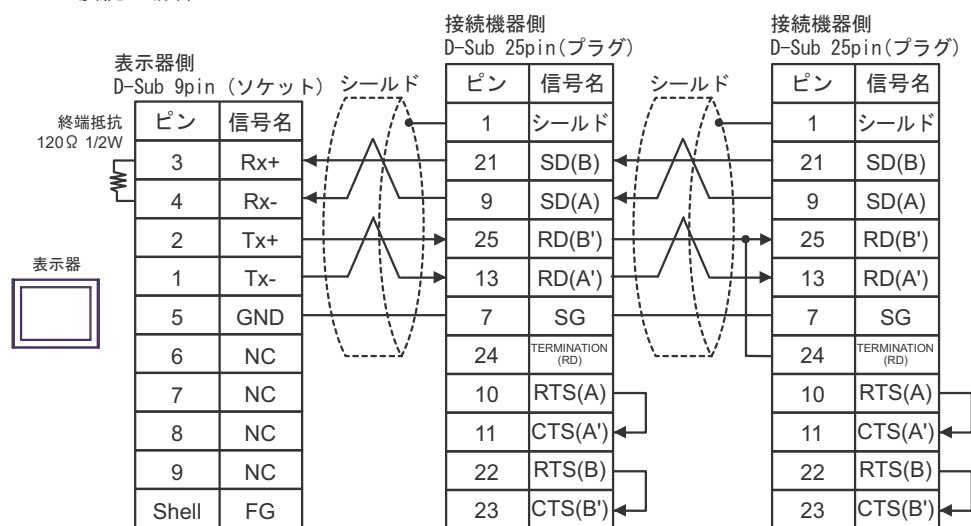 接続機器側
D-Sub 25pin(プラグ)
接続機器側
D-Sub 25pin(プラグ)
表示器側
D-Sub 9pin (ソケット)
シールド
シールド
終端抵抗
120Ω 1/2W
表示器
ピン 信号名
3 Rx+
4 Rx-
2 Tx+
1 Tx-
5 GND
6 NC
7 NC
8 NC
9 NC
Shell FG
ピン 信号名
1 シールド
21 SD(B)
9 SD(A)
25 RD(B')
13 RD(A')
7 SG
24 TERMINATION
(RD)
10 RTS(A)
11 CTS(A')
22 RTS(B)
23 CTS(B')
ピン 信号名
1 シールド
21 SD(B)
9 SD(A)
25 RD(B')
13 RD(A')
7 SG
24 TERMINATION
(RD)
10 RTS(A)
11 CTS(A')
22 RTS(B)
23 CTS(B')